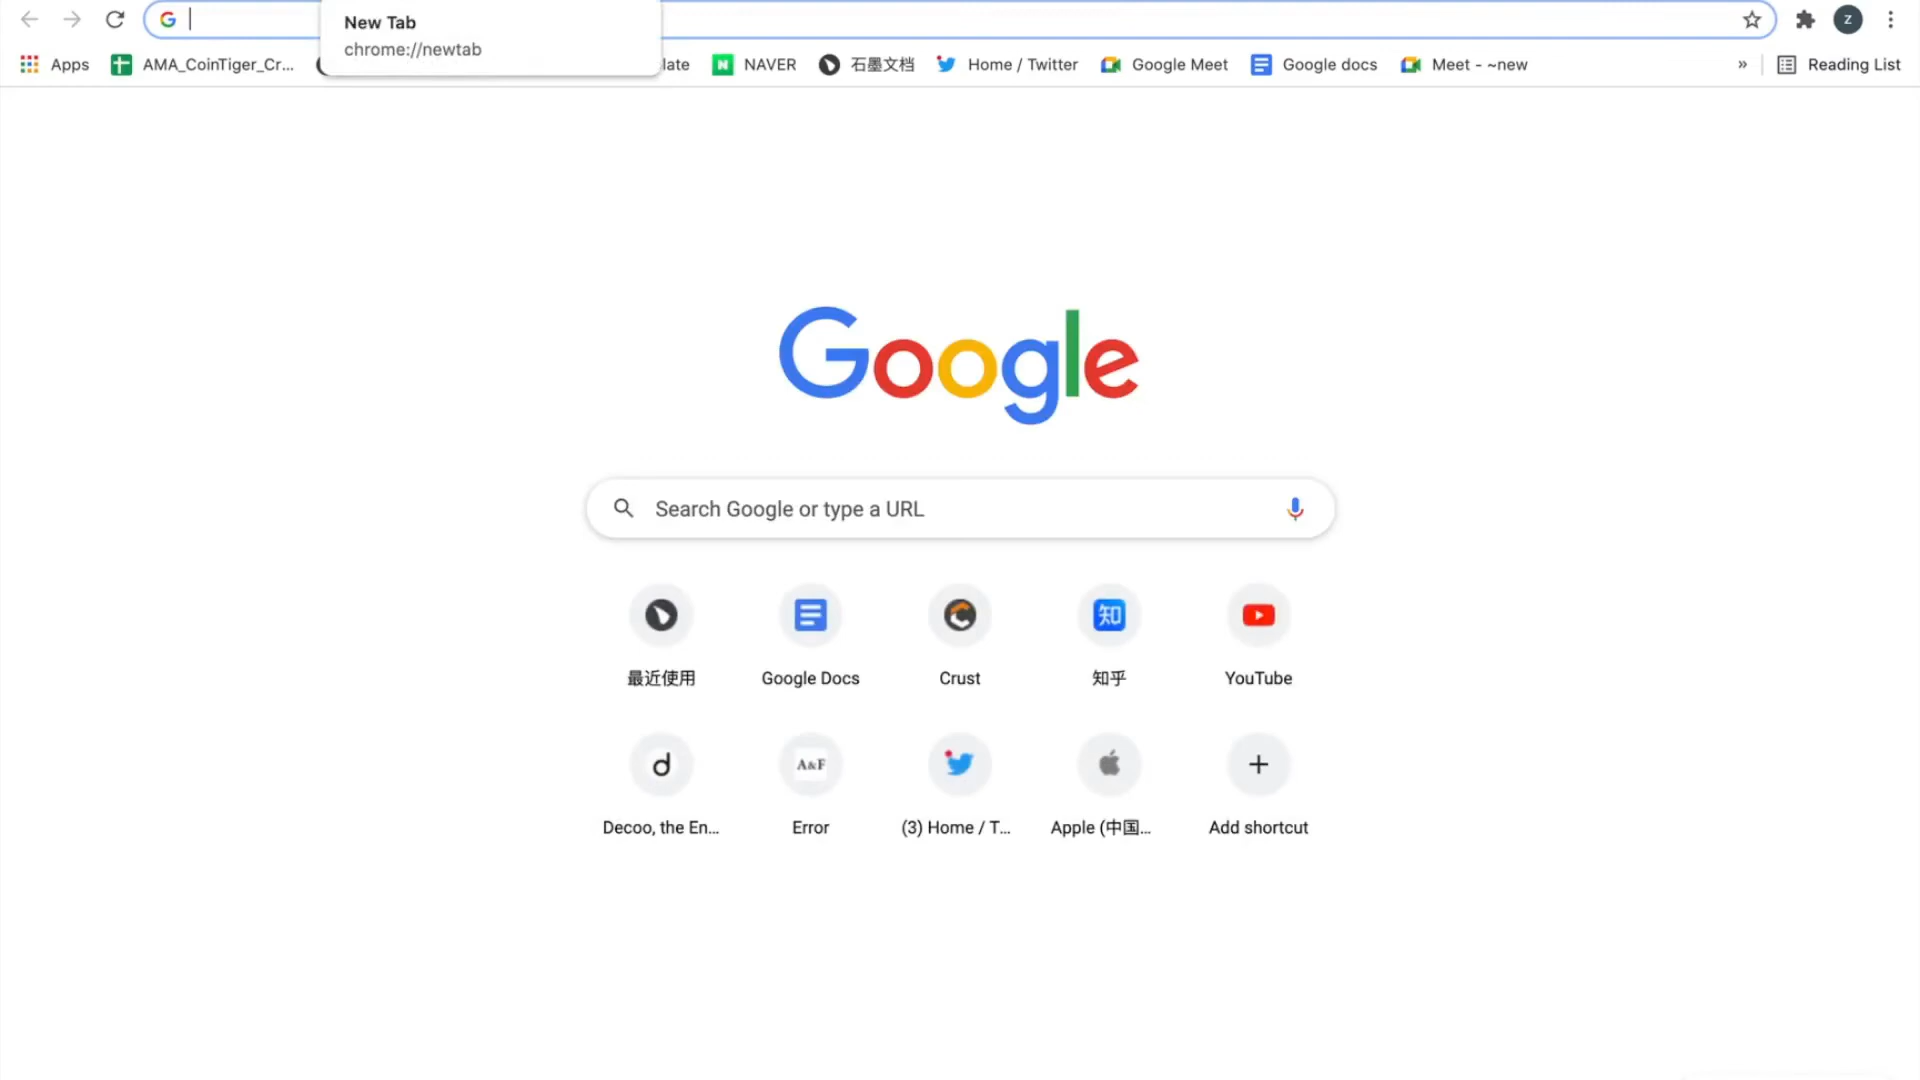 New Tab
chrome://newtab
Z
Apps
AMA_CoinTiger_Cr...
late
NAVER
石墨文档
Home / Twitter
Google Meet
Google docs
Meet - ~new
»
Reading List
Google
Search Google or type a URL
知
最近使用
Google Docs
Crust
知乎
YouTube
d
A&F
Decoo, the En...
Error
(3) Home / T...
Apple (中国...
Add shortcut